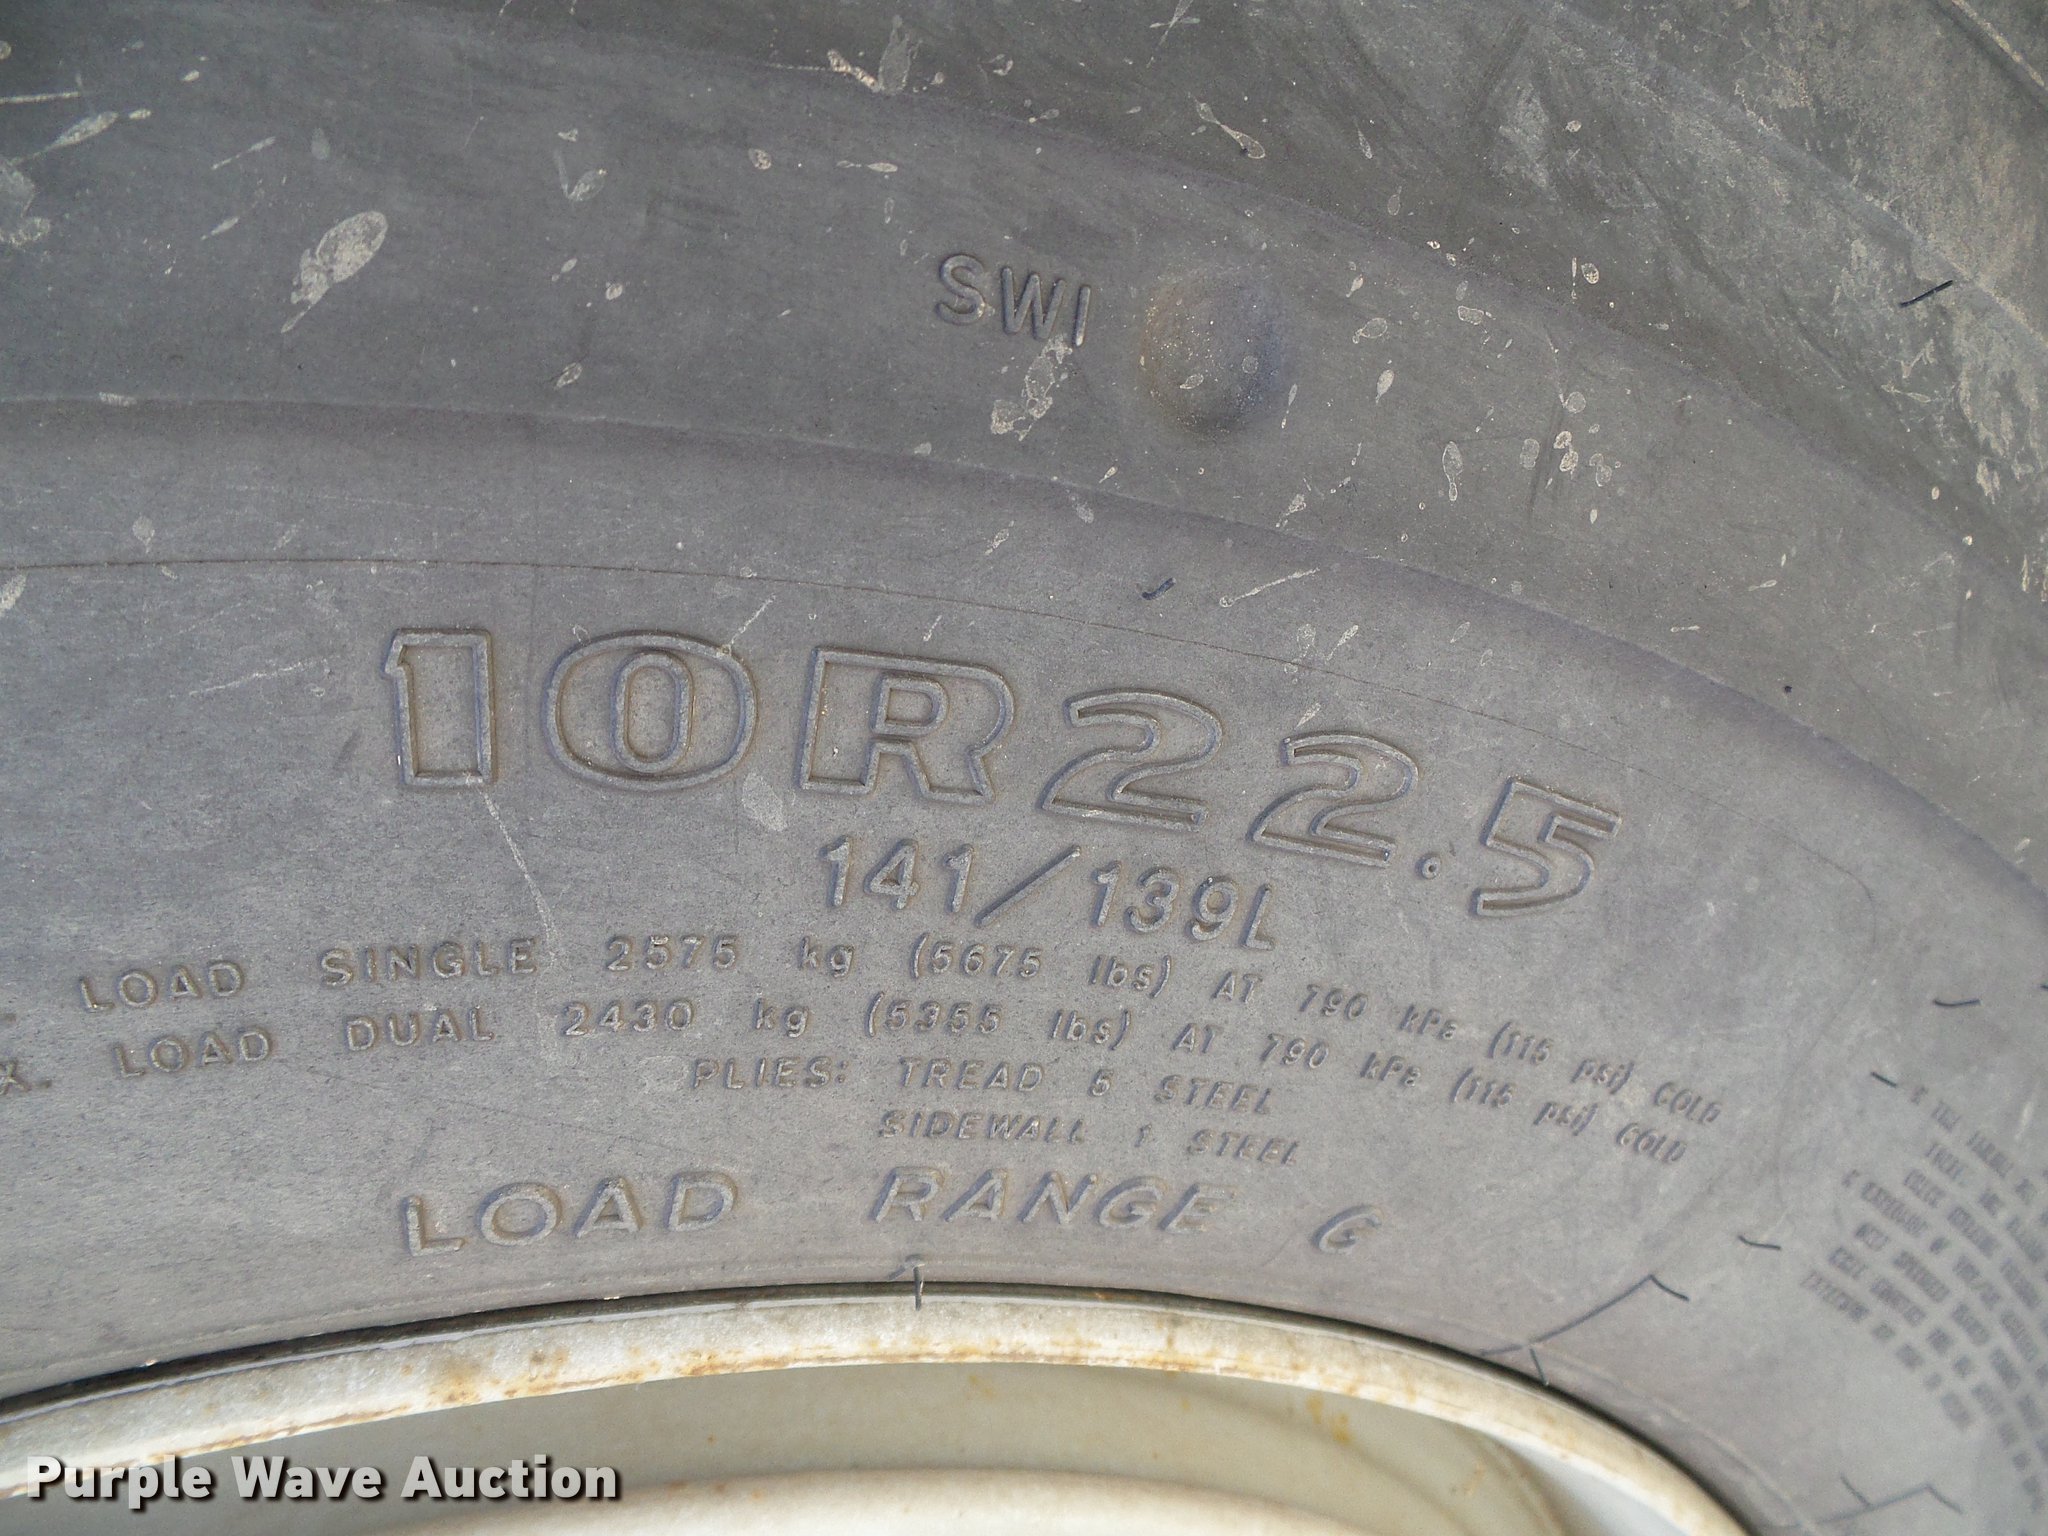 SWI
10R22.5
141/139L
LOAD SINGLE 2575 kg (5675 lbs) AT 790 kPa (115 psi) COLD
X. LOAD DUAL 2430 kg (5355 lbs) AT 790 kPa (115 psi) COLD
PLIES: TREAD 5 STEEL
SIDEWALL 1 STEEL
LOAD RANGE G
Purple Wave Auction